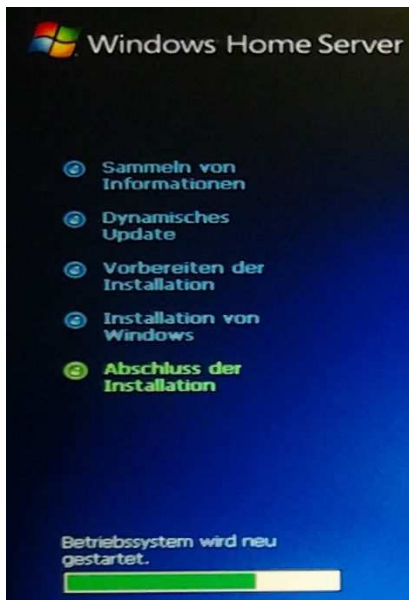 Windows Home Server
Sammeln von
Informationen
Dynamisches
Update
Vorbereiten der
Installation
Installation von
Windows
Abschluss der
Installation
Betriebssystem wird neu
gestartet.